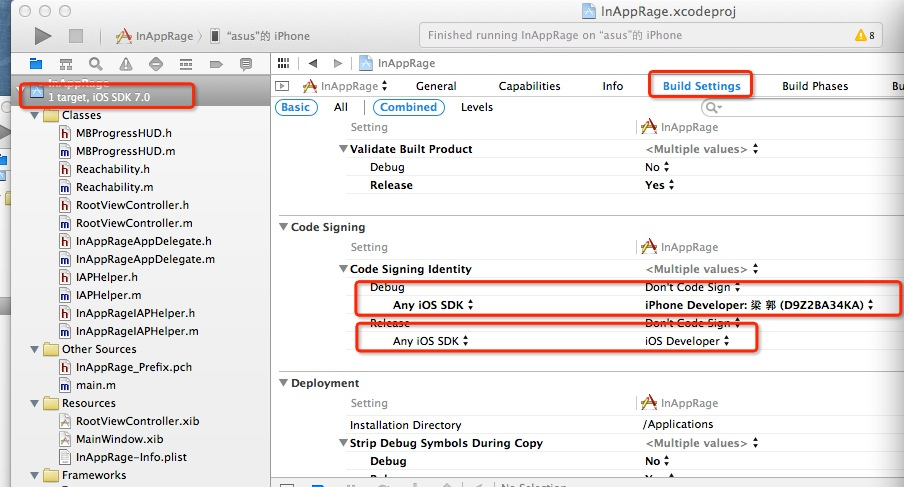 InAppRage.xcodeproj
InAppRage 〉 “asus”的 iPhone
Finished running InAppRage on “asus”的 iPhone
8
InAppRage
InAppRage
1 target, iOS SDK 7.0
InAppRage General Capabilities Info Build Settings Build Phases
Basic All Combined Levels
Setting InAppRage
Validate Built Product <Multiple values>
Debug No
Release Yes
Code Signing
Setting InAppRage
Code Signing Identity <Multiple values>
Debug Don't Code Sign
Any iOS SDK iPhone Developer: 梁 郭 (D9Z2BA34KA)
Release Don't Code Sign
Any iOS SDK iOS Developer
Deployment
Setting InAppRage
Installation Directory /Applications
Strip Debug Symbols During Copy <Multiple values>
Debug No
Classes
MBProgressHUD.h
MBProgressHUD.m
Reachability.h
Reachability.m
RootViewController.h
RootViewController.m
InAppRageAppDelegate.h
InAppRageAppDelegate.m
IAPHelper.h
IAPHelper.m
InAppRageIAPHelper.h
InAppRageIAPHelper.m
Other Sources
InAppRage_Prefix.pch
main.m
Resources
RootViewController.xib
MainWindow.xib
InAppRage-Info.plist
Frameworks